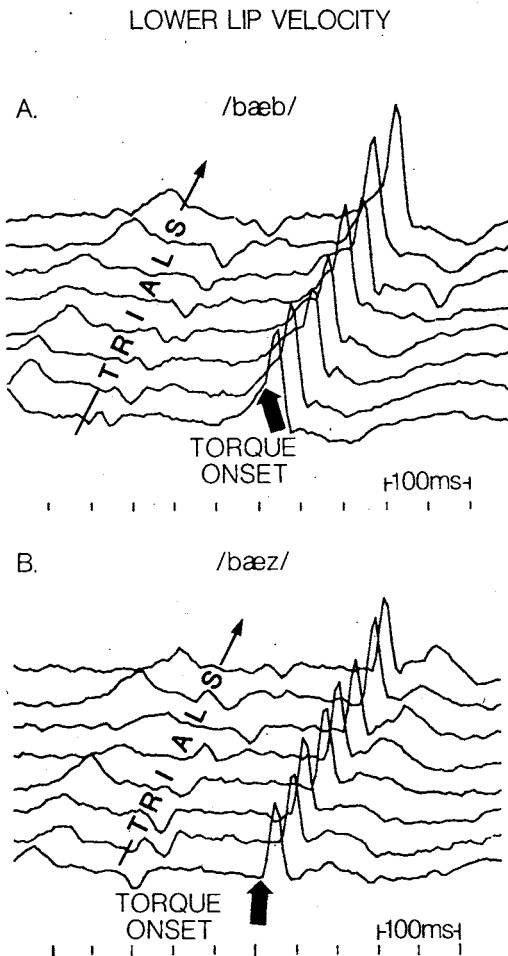 LOWER LIP VELOCITY
A.
/bæb/
TRIALS
TORQUE
ONSET
100ms
B.
/bæz/
TRIALS
TORQUE
ONSET
100ms